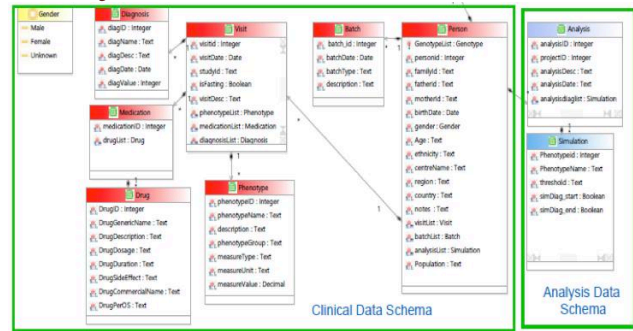 Gender
Male
Female
Unknown
Diagnosis
diagID : Integer
diagName : Text
diagDesc : Text
diagDate : Date
diagValue : Integer
Visit
visitid : Integer
visitDate : Date
studyId : Text
isFasting : Boolean
visitDesc : Text
phenotypeList : Phenotype
medicationList : Medication
diagnosisList : Diagnosis
Batch
batch_id : Integer
batchDate : Date
batchType : Text
description : Text
Person
GenotypeList : Genotype
personid : Integer
familyId : Text
fatherid : Text
motherid : Text
birthDate : Date
gender : Gender
Age : Text
ethnicity : Text
centreName : Text
region : Text
country : Text
notes : Text
visitList : Visit
batchList : Batch
analysisList : Simulation
Population : Text
Analysis
analysisID : Integer
projectID : Integer
analysisDesc : Text
analysisDate : Text
analysisdiaglist : Simulation
Medication
medicationID : Integer
drugList : Drug
Simulation
Phenotypeid : Integer
PhenotypeName : Text
threshold : Text
simDiag_start : Boolean
simDiag_end : Boolean
Drug
DrugID : Integer
DrugGenericName : Text
DrugDescription : Text
DrugDosage : Text
DrugDuration : Text
DrugSideEffect : Text
DrugCommercialName : Text
DrugPerOS : Text
Phenotype
phenotypeID : Integer
phenotypeName : Text
description : Text
phenotypeGroup : Text
measureType : Text
measureUnit : Text
measureValue : Decimal
Clinical Data Schema
Analysis Data
Schema